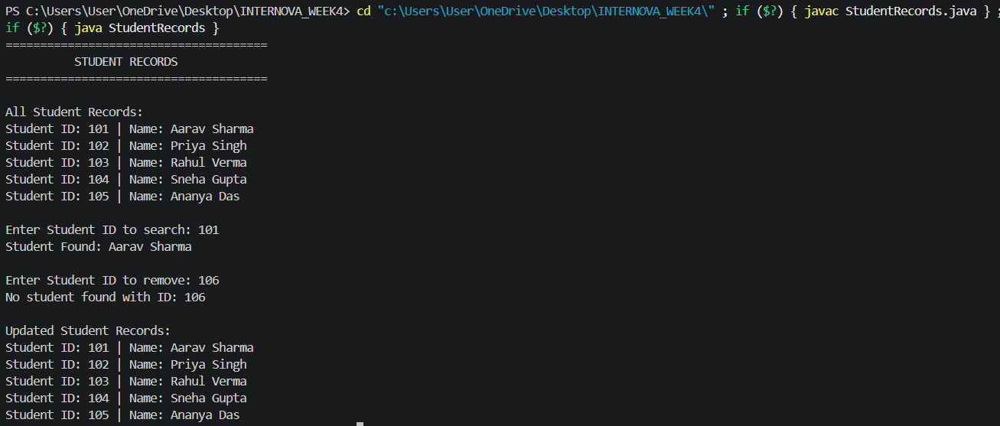 PS C:\Users\User\OneDrive\Desktop\INTERNOVA_WEEK4> cd "c:\Users\User\OneDrive\Desktop\INTERNOVA_WEEK4\" ; if ($?) { javac StudentRecords.java } ;
if ($?) { java StudentRecords }
======================================
          STUDENT RECORDS
======================================

All Student Records:
Student ID: 101 | Name: Aarav Sharma
Student ID: 102 | Name: Priya Singh
Student ID: 103 | Name: Rahul Verma
Student ID: 104 | Name: Sneha Gupta
Student ID: 105 | Name: Ananya Das

Enter Student ID to search: 101
Student Found: Aarav Sharma

Enter Student ID to remove: 106
No student found with ID: 106

Updated Student Records:
Student ID: 101 | Name: Aarav Sharma
Student ID: 102 | Name: Priya Singh
Student ID: 103 | Name: Rahul Verma
Student ID: 104 | Name: Sneha Gupta
Student ID: 105 | Name: Ananya Das